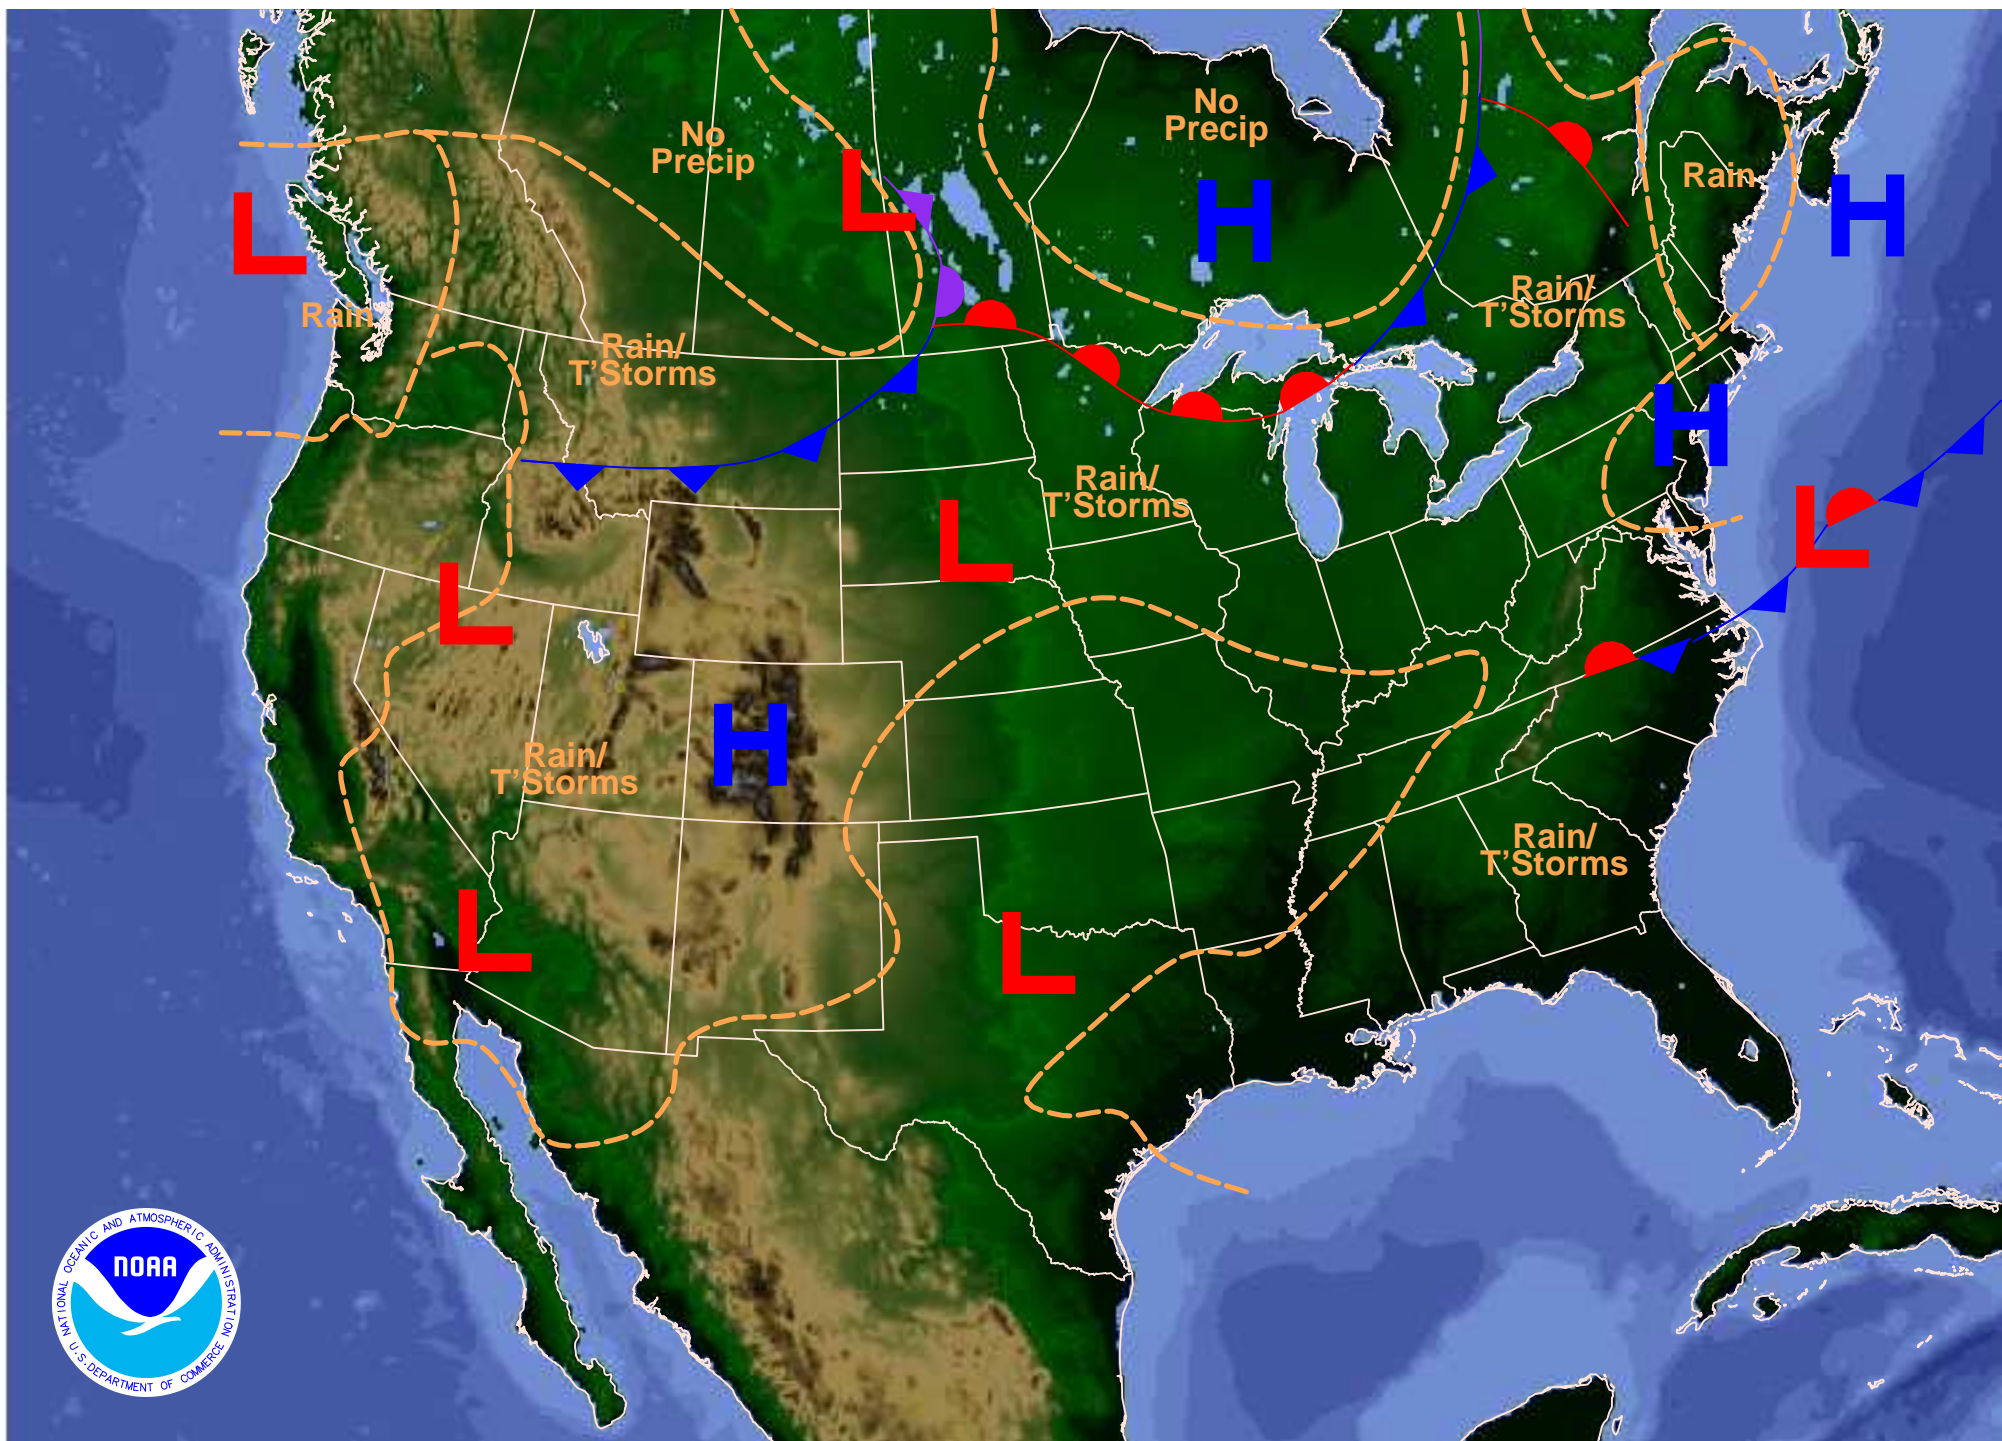 No
Precip
No
Precip
L
H
Rain
H
L
Rain
Rain/
T'Storms
Rain/
T'Storms
H
Rain/
T'Storms
L
L
L
H
Rain/
T'Storms
Rain/
T'Storms
L
L
NATIONAL OCEANIC AND ATMOSPHERIC ADMINISTRATION
NOAA
U.S. DEPARTMENT OF COMMERCE